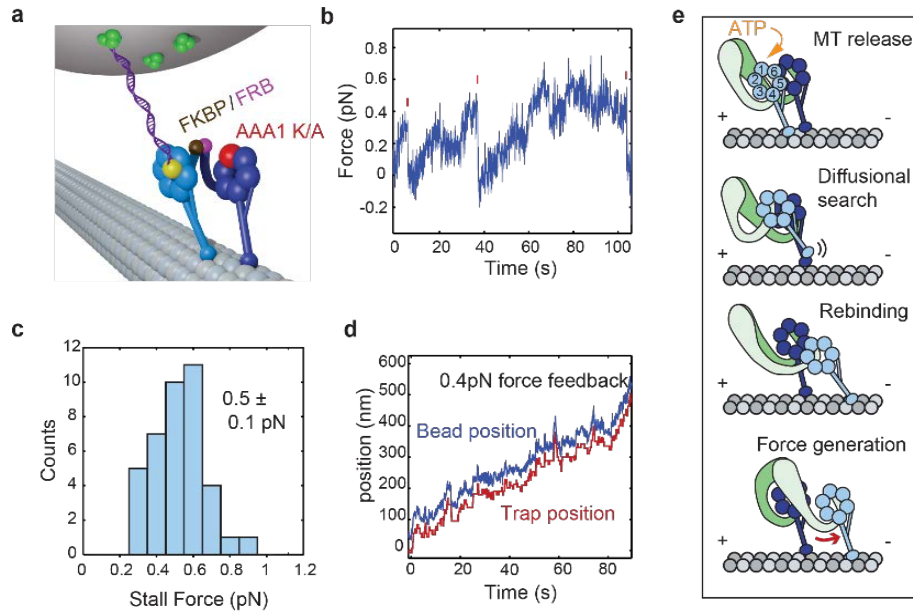 a
FKBP/FRB
AAA1 K/A
b
Force (pN)
0.8
0.6
0.4
0.2
0
-0.2
0
20
40
60
80
100
Time (s)
c
Counts
12
10
8
6
4
2
0
0.5 ±
0.1 pN
0
0.2
0.4
0.6
0.8
1
1.2
Stall Force (pN)
d
position (nm)
600
500
400
300
200
100
0
0.4pN force feedback
Bead position
Trap position
0
20
40
60
80
Time (s)
e
ATP
MT release
1
2
3
4
5
6
+
-
Diffusional
search
+
-
Rebinding
+
-
Force generation
+
-